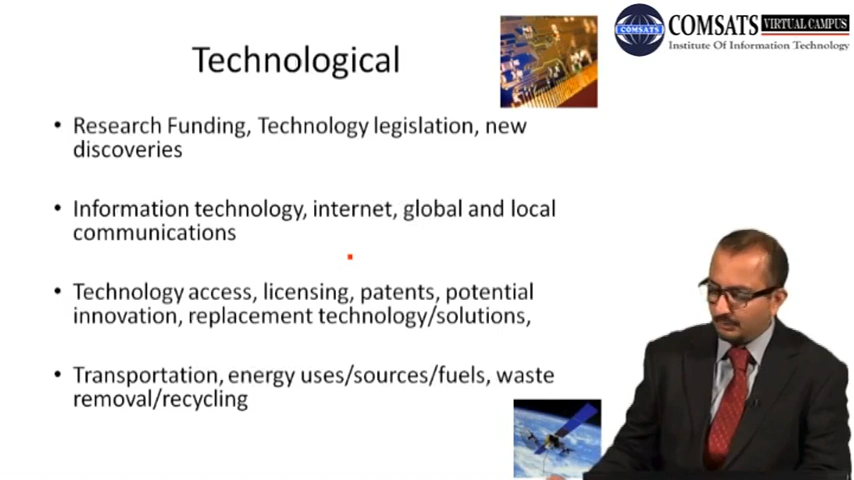 COMSATS VIRTUAL CAMPUS
COMSATS
Institute Of Information Technology
Technological
• Research Funding, Technology legislation, new
discoveries
• Information technology, internet, global and local
communications
• Technology access, licensing, patents, potential
innovation, replacement technology/solutions,
• Transportation, energy uses/sources/fuels, waste
removal/recycling